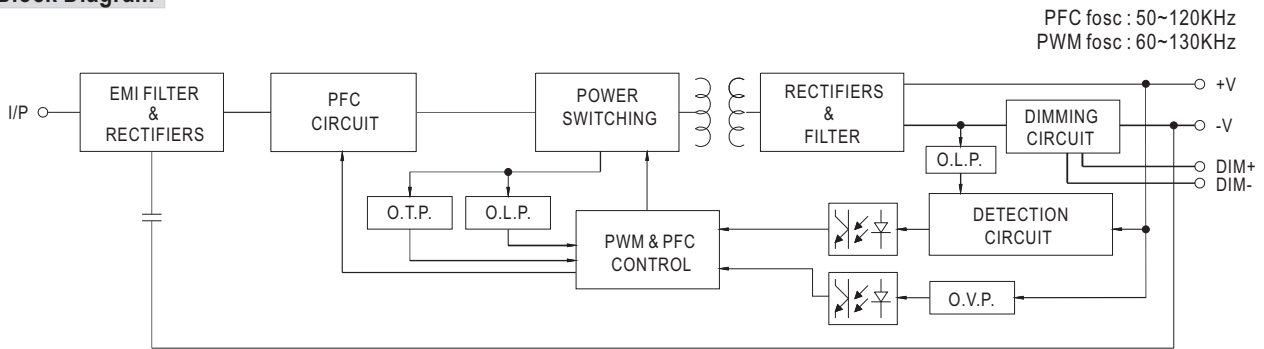 Block Diagram
PFC fosc : 50~120KHz
PWM fosc : 60~130KHz
I/P
EMI FILTER
&
RECTIFIERS
PFC
CIRCUIT
POWER
SWITCHING
RECTIFIERS
&
FILTER
+V
DIMMING
CIRCUIT
-V
O.L.P.
DIM+
DIM-
O.T.P.
O.L.P.
PWM & PFC
CONTROL
DETECTION
CIRCUIT
O.V.P.